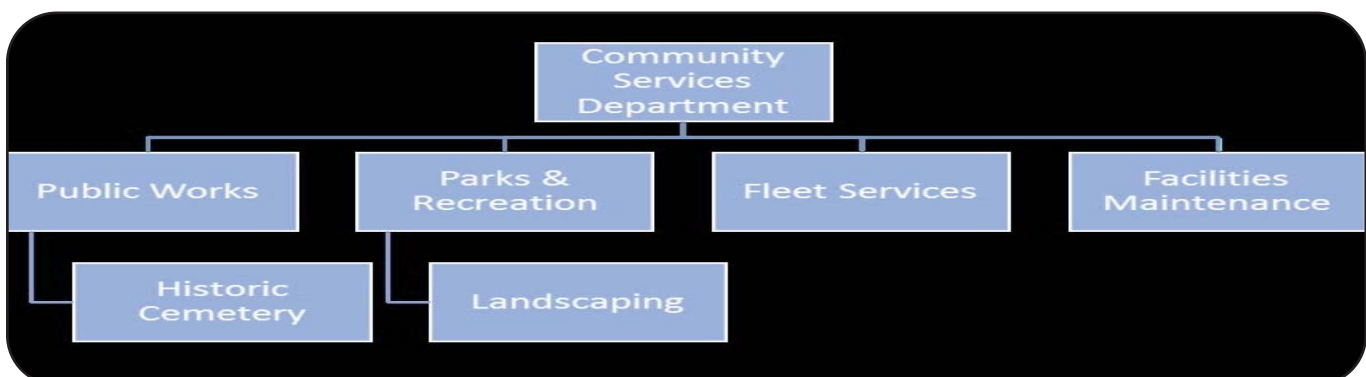 Community
Services
Department
Public Works
Parks &
Recreation
Fleet Services
Facilities
Maintenance
Historic
Cemetery
Landscaping